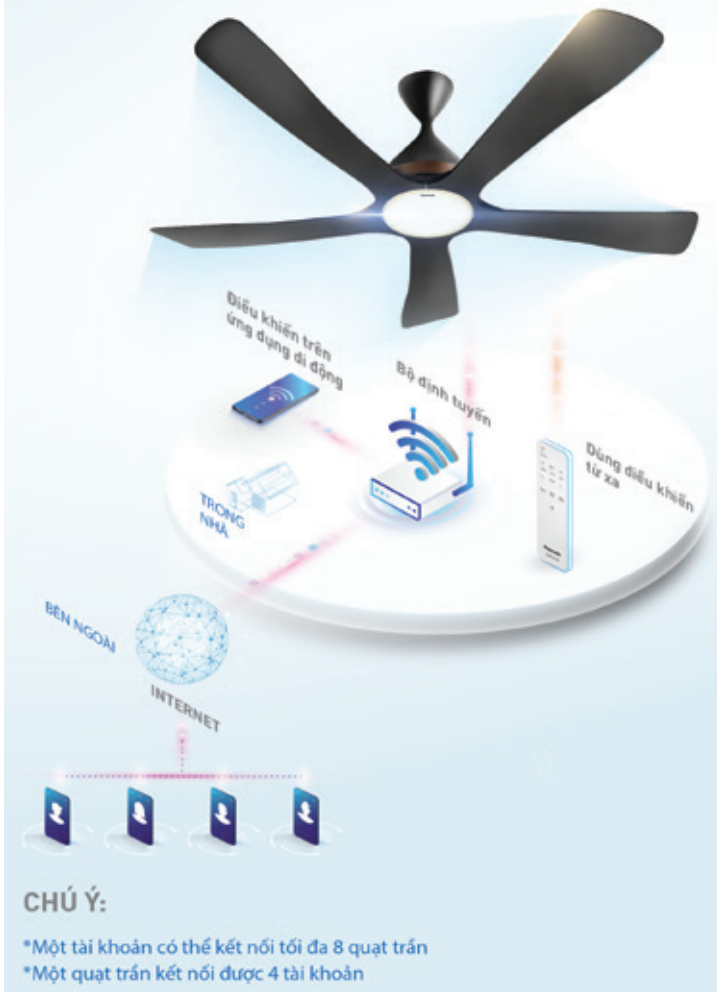 Điều khiển trên
ứng dụng di động
Bộ định tuyến
Dùng điều khiển
từ xa
TRONG
NHÀ
BÊN NGOÀI
INTERNET
CHÚ Ý:
*Một tài khoản có thể kết nối tối đa 8 quạt trần
*Một quạt trần kết nối được 4 tài khoản